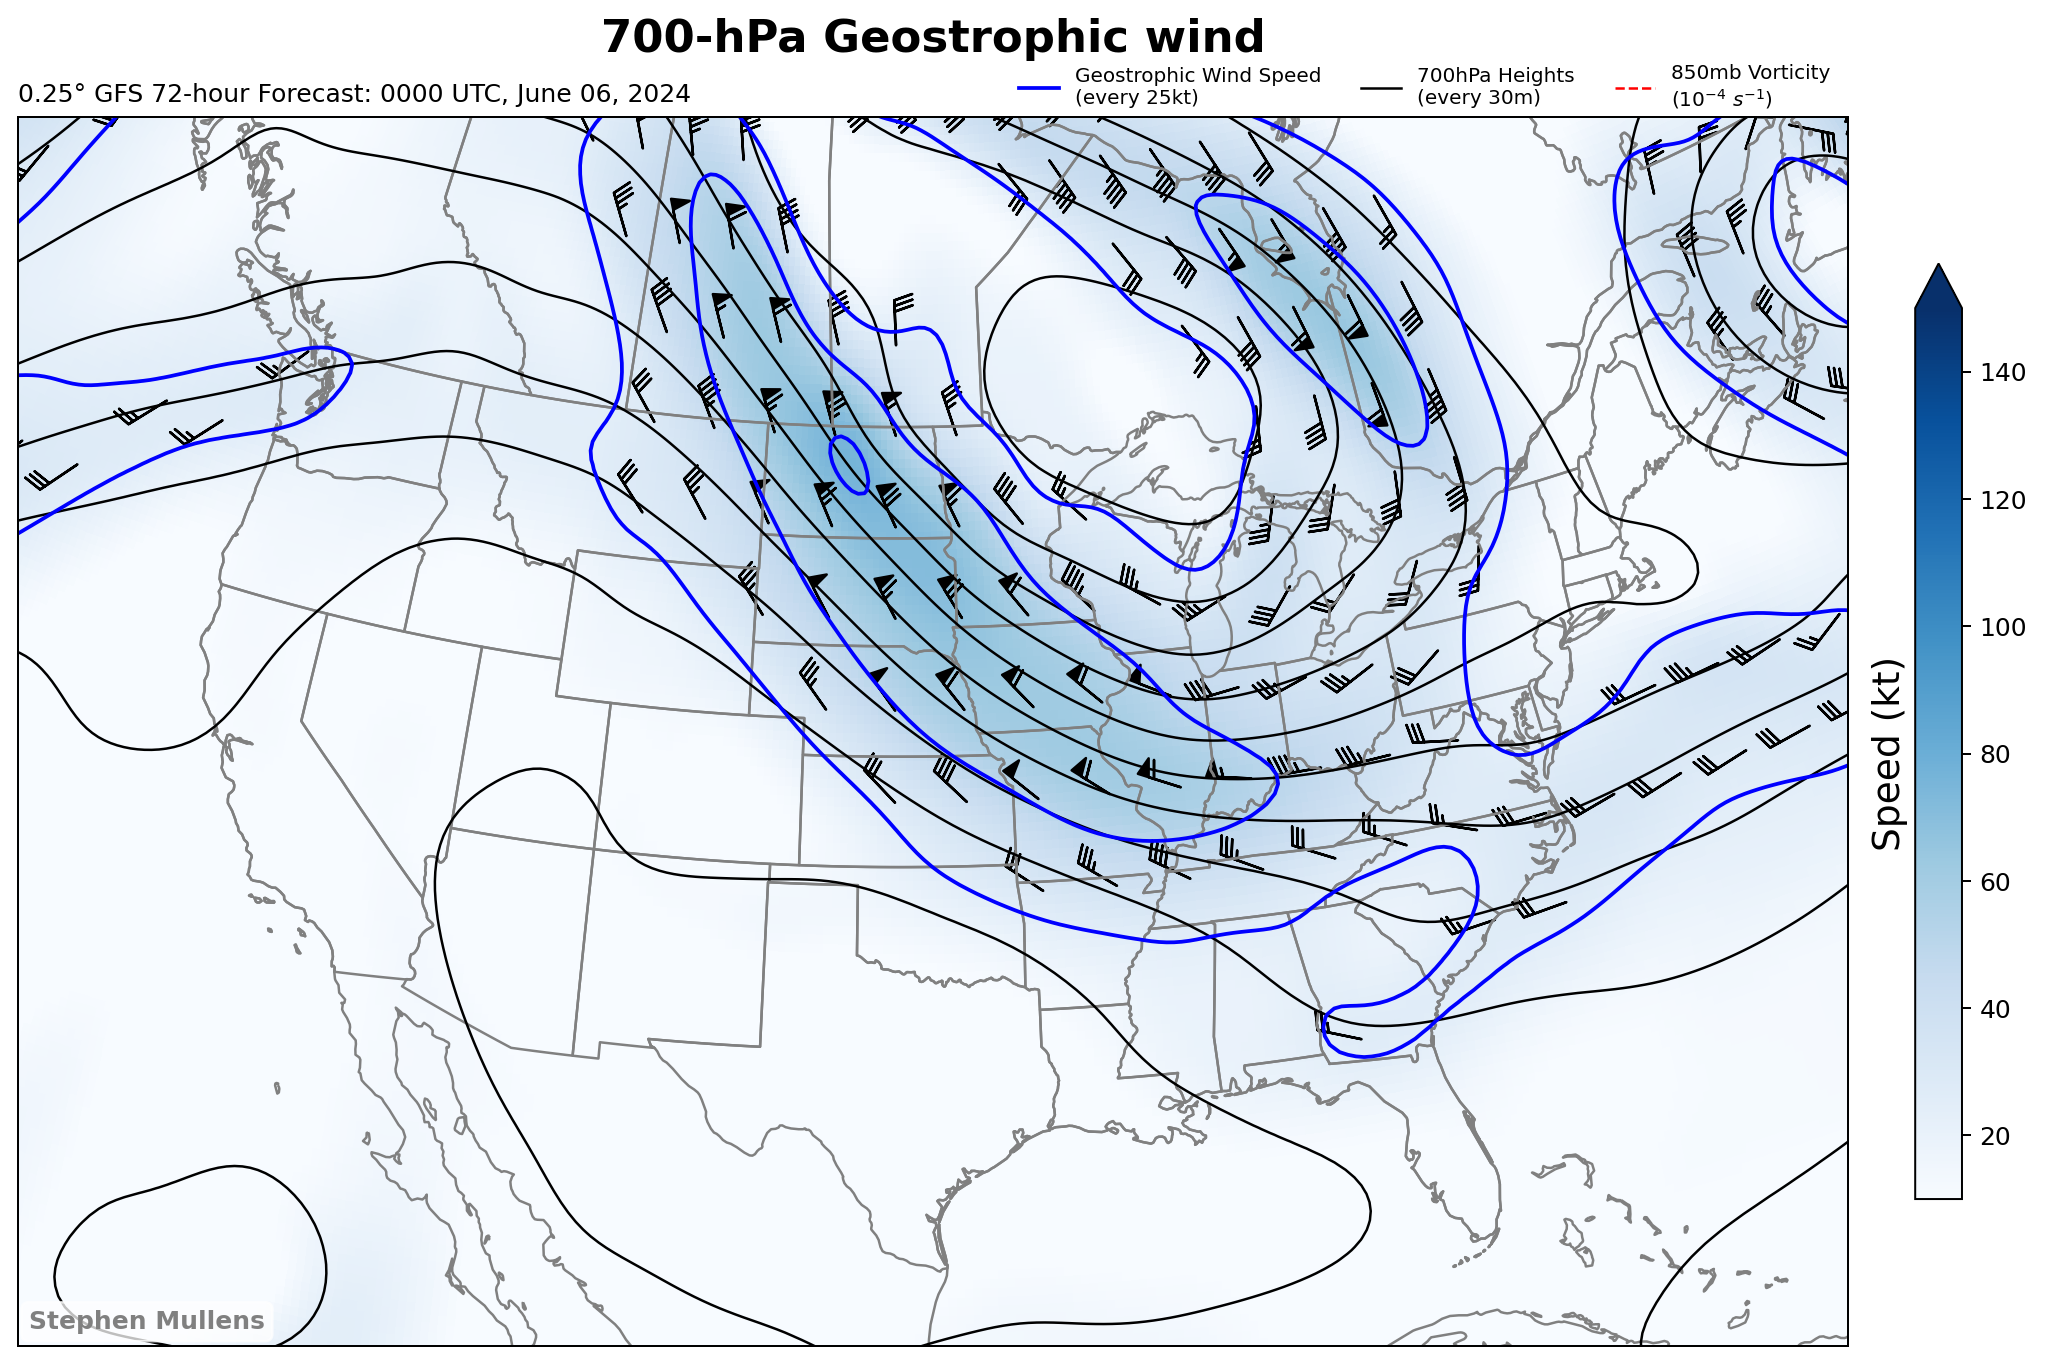 700-hPa Geostrophic wind
0.25° GFS 72-hour Forecast: 0000 UTC, June 06, 2024
Geostrophic Wind Speed
(every 25kt)
700hPa Heights
(every 30m)
850mb Vorticity
(10⁻⁴ s⁻¹)
140
120
100
80
60
40
20
Speed (kt)
Stephen Mullens